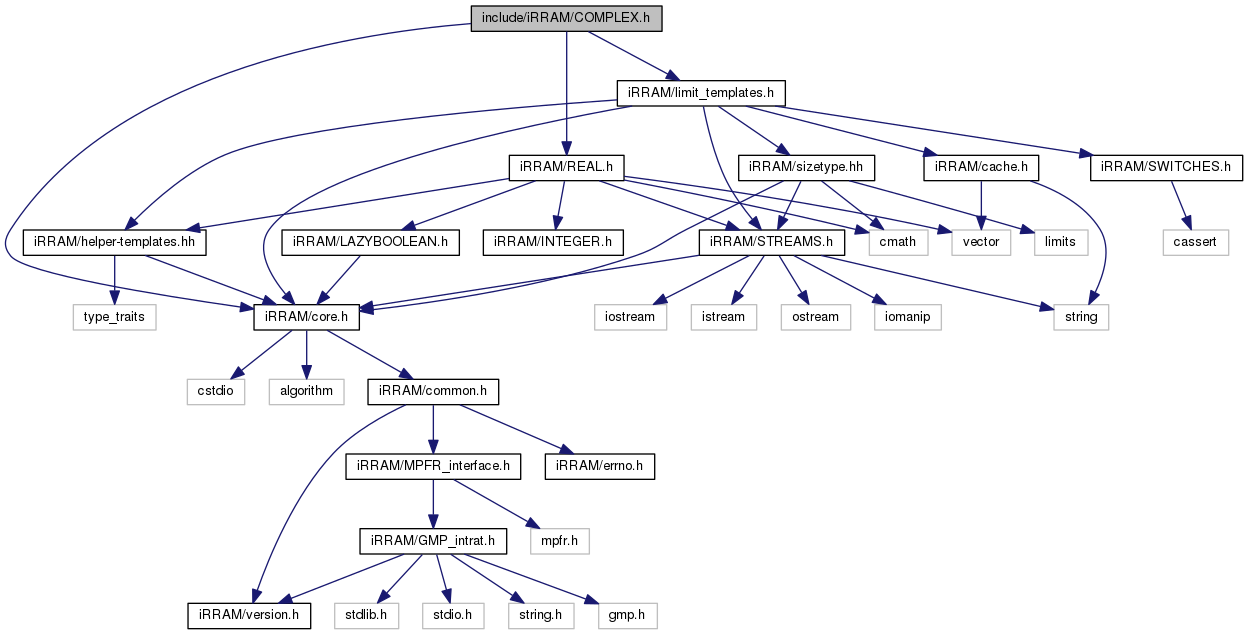 include/iRRAM/COMPLEX.h
iRRAM/limit_templates.h
iRRAM/REAL.h
iRRAM/sizetype.hh
iRRAM/cache.h
iRRAM/SWITCHES.h
iRRAM/helper-templates.hh
iRRAM/LAZYBOOLEAN.h
iRRAM/INTEGER.h
iRRAM/STREAMS.h
cmath
vector
limits
cassert
type_traits
iRRAM/core.h
iostream
istream
ostream
iomanip
string
cstdio
algorithm
iRRAM/common.h
iRRAM/MPFR_interface.h
iRRAM/errno.h
iRRAM/GMP_intrat.h
mpfr.h
iRRAM/version.h
stdlib.h
stdio.h
string.h
gmp.h